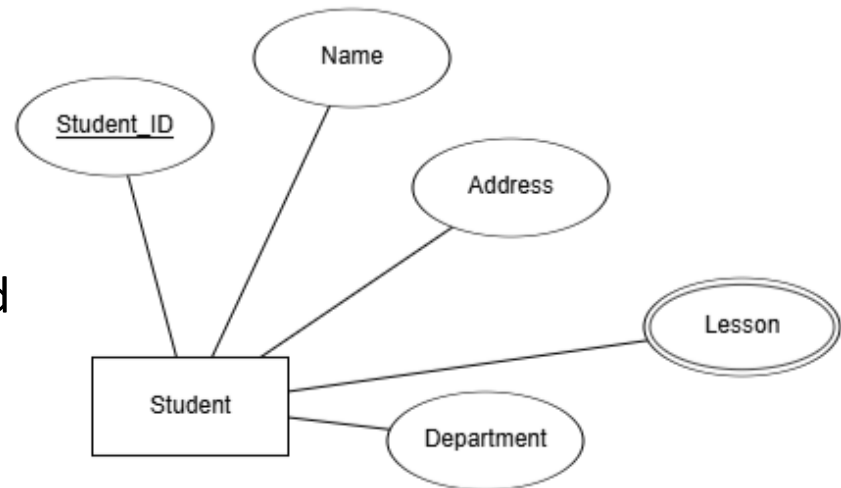 Name
Student_ID
Address
d
Lesson
Student
Department